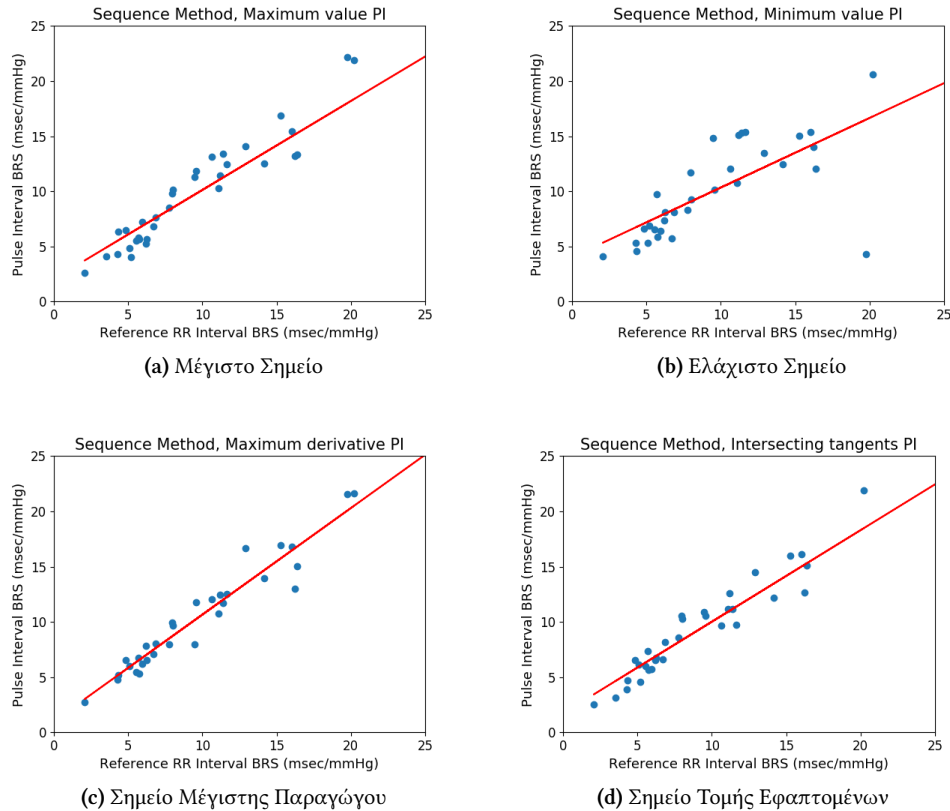 Sequence Method, Maximum value PI
Pulse Interval BRS (msec/mmHg)
25
20
15
10
5
0
0 5 10 15 20 25
Reference RR Interval BRS (msec/mmHg)
(a) Μέγιστο Σημείο
Sequence Method, Minimum value PI
Pulse Interval BRS (msec/mmHg)
25
20
15
10
5
0
0 5 10 15 20 25
Reference RR Interval BRS (msec/mmHg)
(b) Ελάχιστο Σημείο
Sequence Method, Maximum derivative PI
Pulse Interval BRS (msec/mmHg)
25
20
15
10
5
0
0 5 10 15 20 25
Reference RR Interval BRS (msec/mmHg)
(c) Σημείο Μέγιστης Παραγώγου
Sequence Method, Intersecting tangents PI
Pulse Interval BRS (msec/mmHg)
25
20
15
10
5
0
0 5 10 15 20 25
Reference RR Interval BRS (msec/mmHg)
(d) Σημείο Τομής Εφαπτομένων